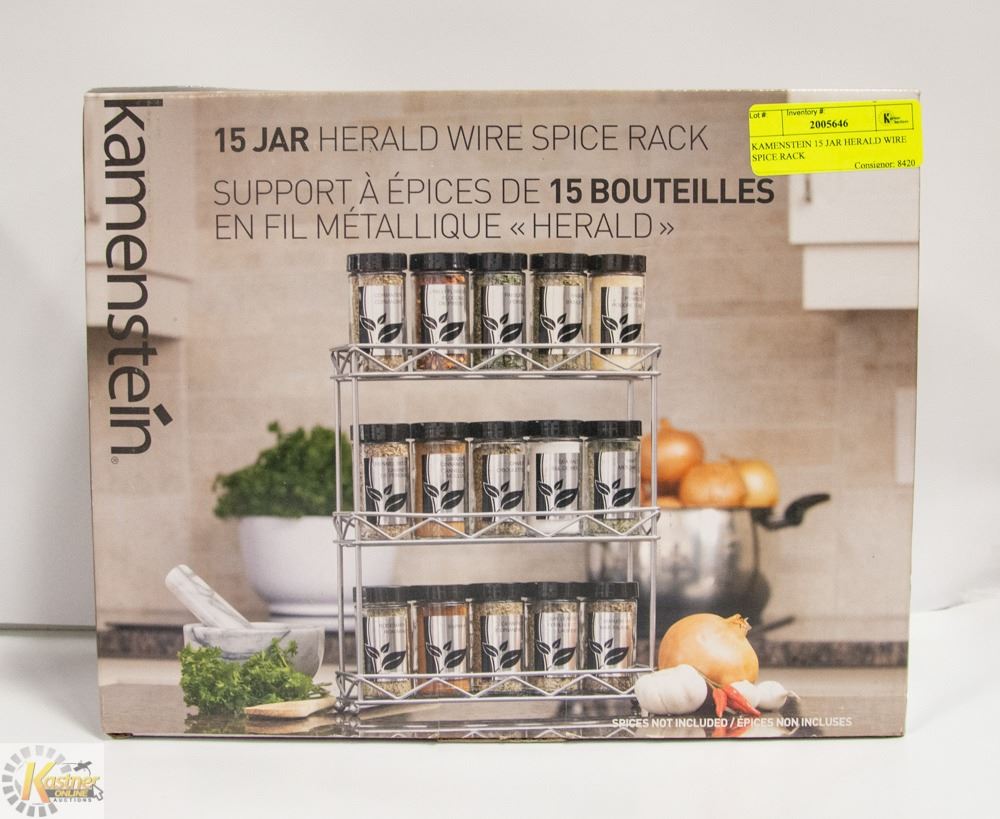 kamenstein®
15 JAR HERALD WIRE SPICE RACK
SUPPORT À ÉPICES DE 15 BOUTEILLES
EN FIL MÉTALLIQUE « HERALD »
Lot #: Inventory #:
2005646
KAMENSTEIN 15 JAR HERALD WIRE
SPICE RACK
Consignor: 8420
SPICES NOT INCLUDED / ÉPICES NON INCLUSES
Kastner
ONLINE
AUCTIONS